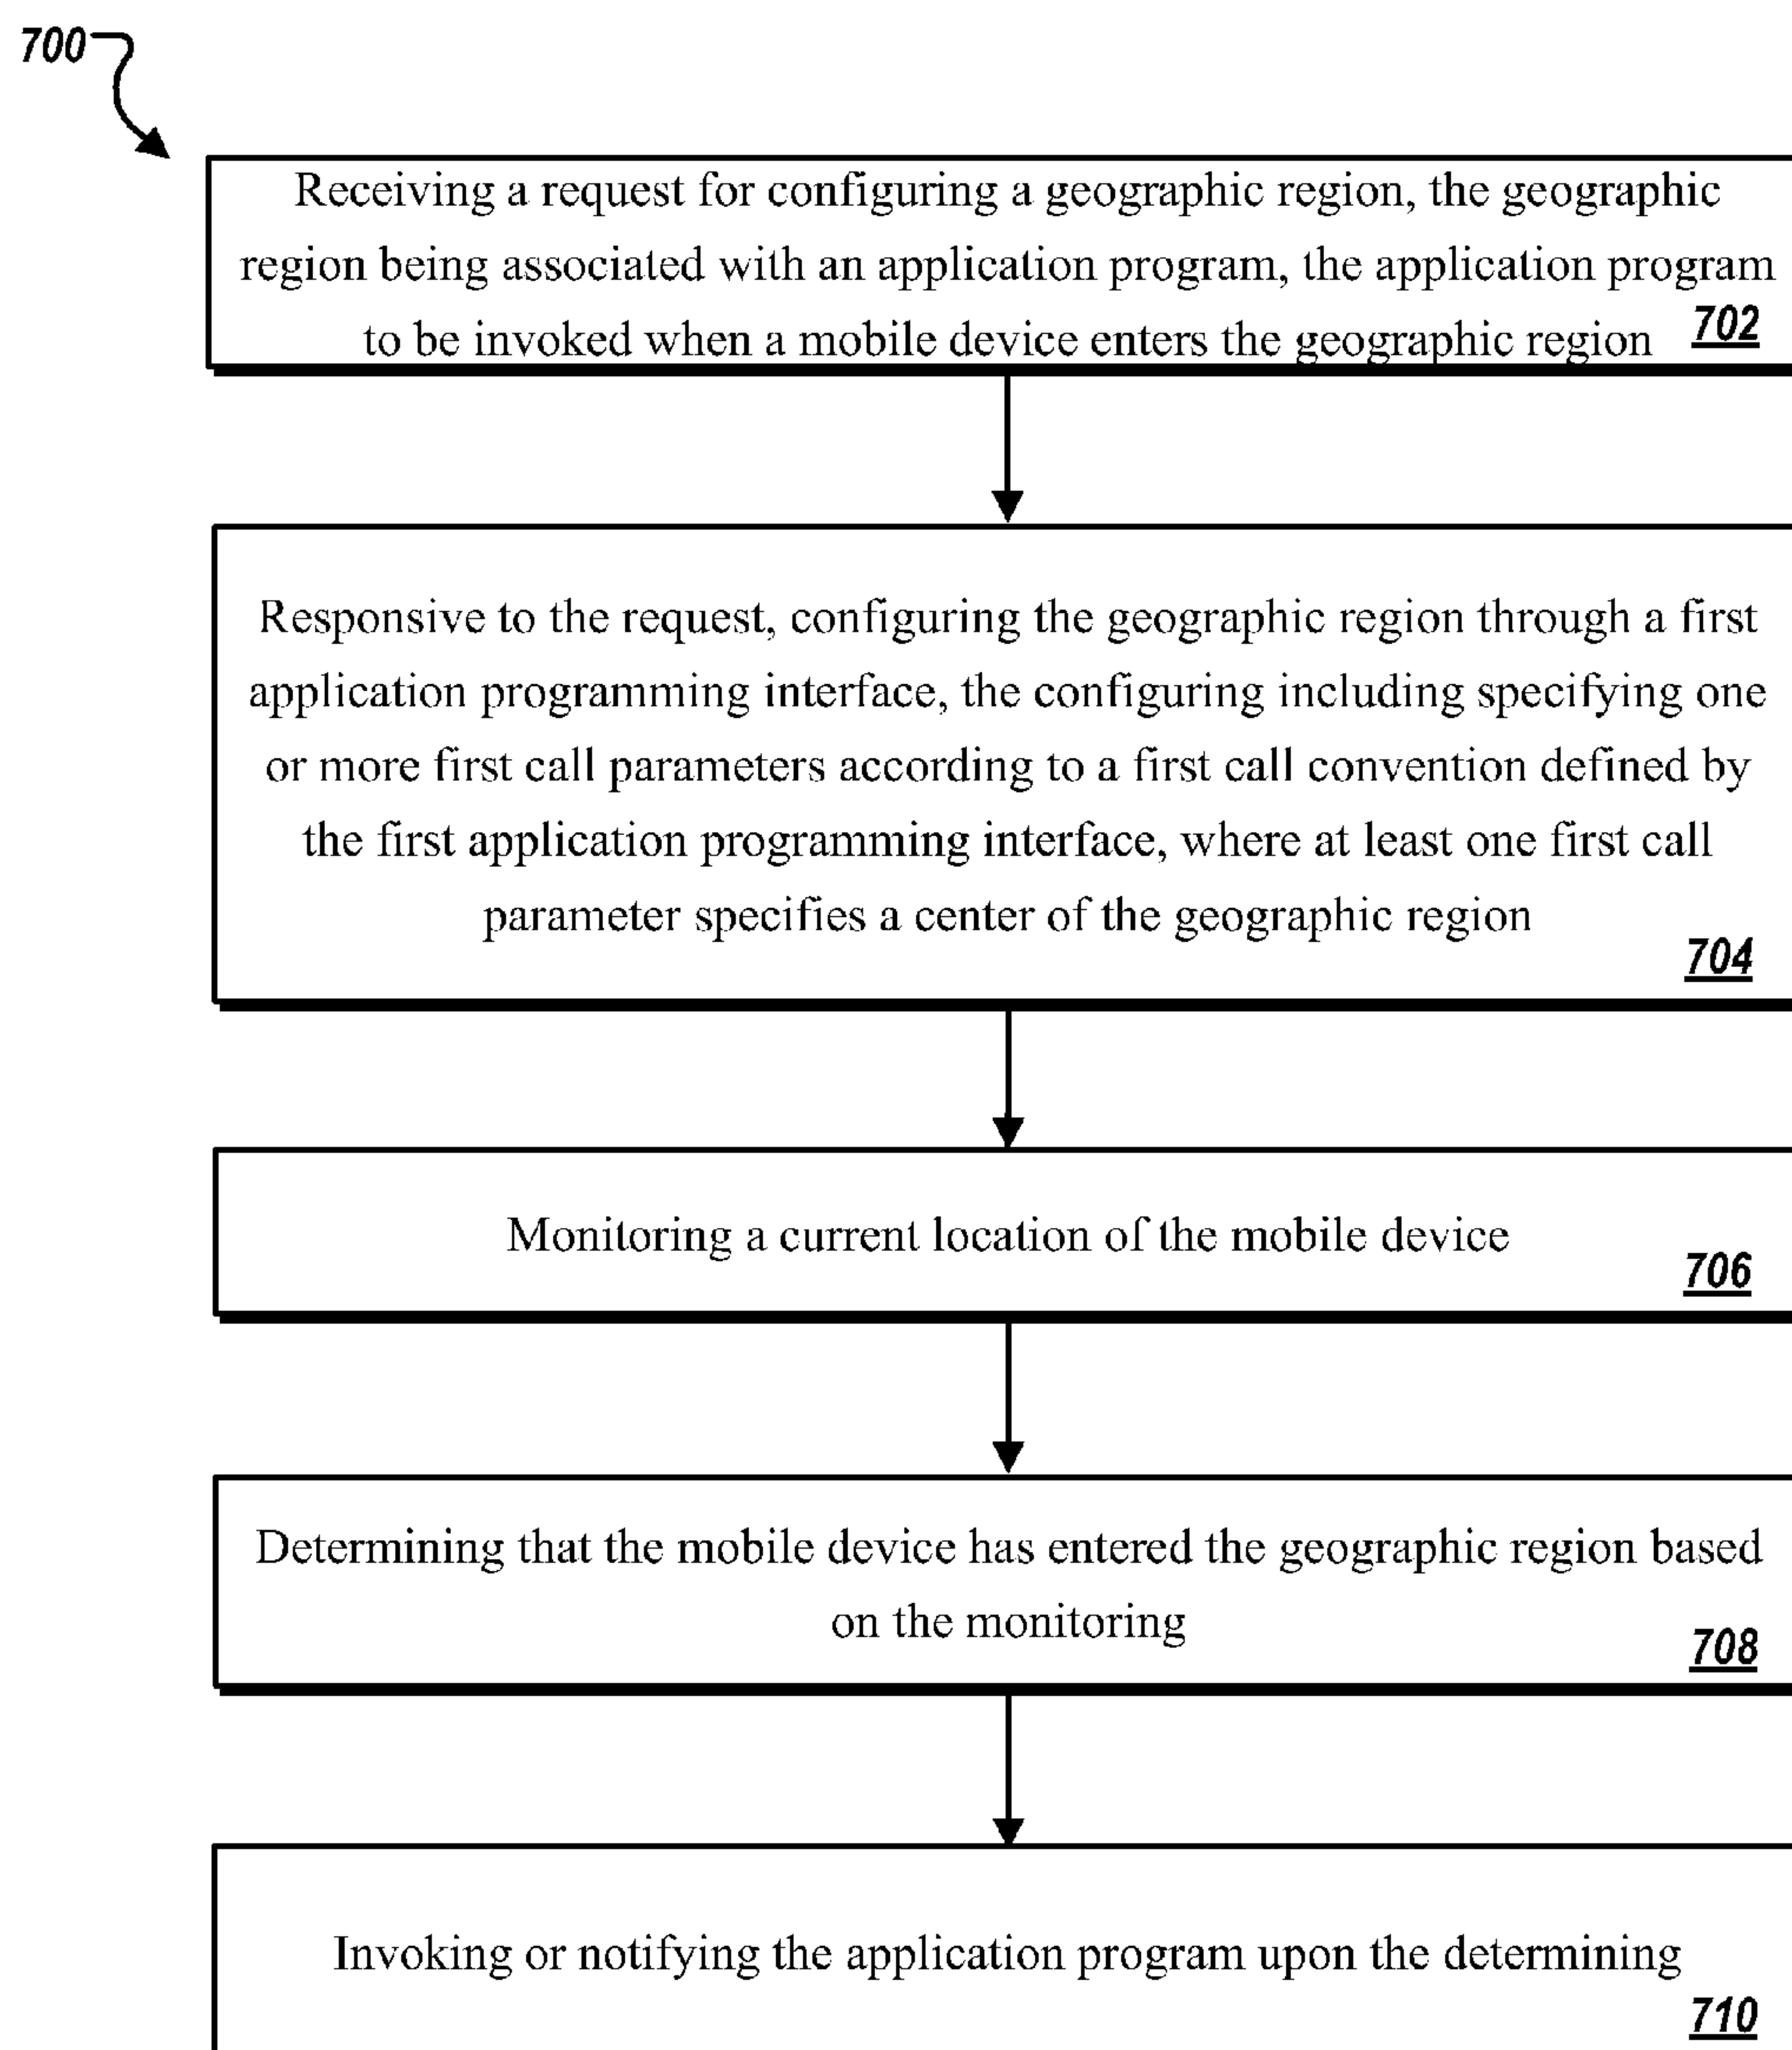 700
Receiving a request for configuring a geographic region, the geographic
region being associated with an application program, the application program
to be invoked when a mobile device enters the geographic region
702
Responsive to the request, configuring the geographic region through a first
application programming interface, the configuring including specifying one
or more first call parameters according to a first call convention defined by
the first application programming interface, where at least one first call
parameter specifies a center of the geographic region
704
Monitoring a current location of the mobile device
706
Determining that the mobile device has entered the geographic region based
on the monitoring
708
Invoking or notifying the application program upon the determining
710